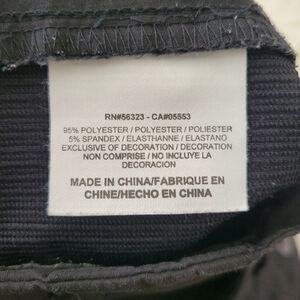 RN#56323 - CA#05553
95% POLYESTER / POLYESTER / POLIESTER
5% SPANDEX / ELASTHANNE / ELASTANO
EXCLUSIVE OF DECORATION / DECORATION
NON COMPRISE / NO INCLUYE LA
DECORACION
MADE IN CHINA/FABRIQUE EN
CHINE/HECHO EN CHINA